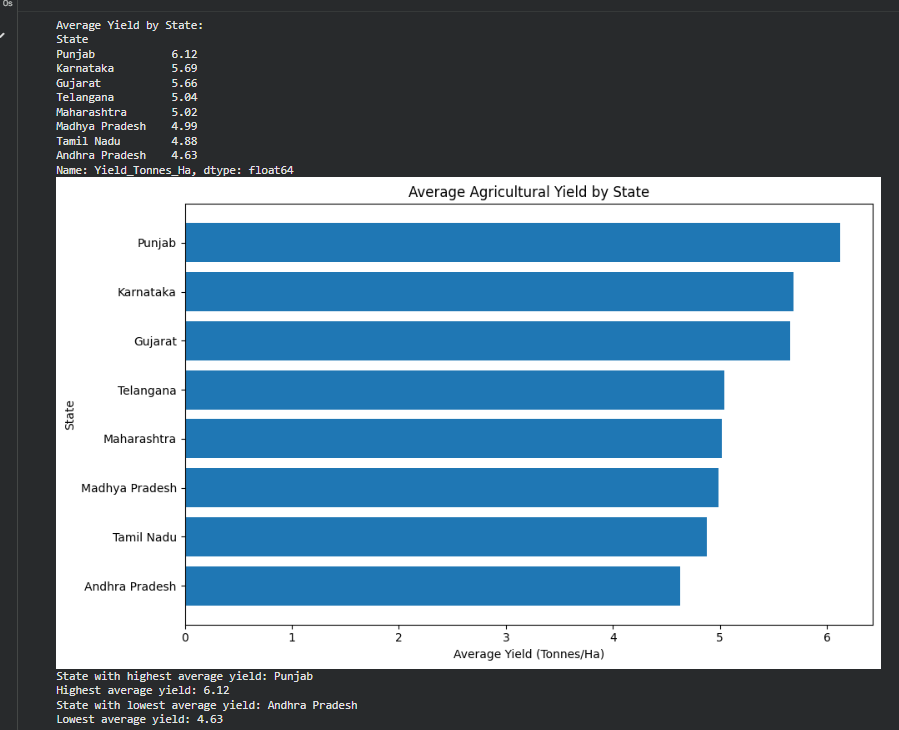 0s
Average Yield by State:
State
Punjab 6.12
Karnataka 5.69
Gujarat 5.66
Telangana 5.04
Maharashtra 5.02
Madhya Pradesh 4.99
Tamil Nadu 4.88
Andhra Pradesh 4.63
Name: Yield_Tonnes_Ha, dtype: float64
Average Agricultural Yield by State
State
Punjab
Karnataka
Gujarat
Telangana
Maharashtra
Madhya Pradesh
Tamil Nadu
Andhra Pradesh
0 1 2 3 4 5 6
Average Yield (Tonnes/Ha)
State with highest average yield: Punjab
Highest average yield: 6.12
State with lowest average yield: Andhra Pradesh
Lowest average yield: 4.63